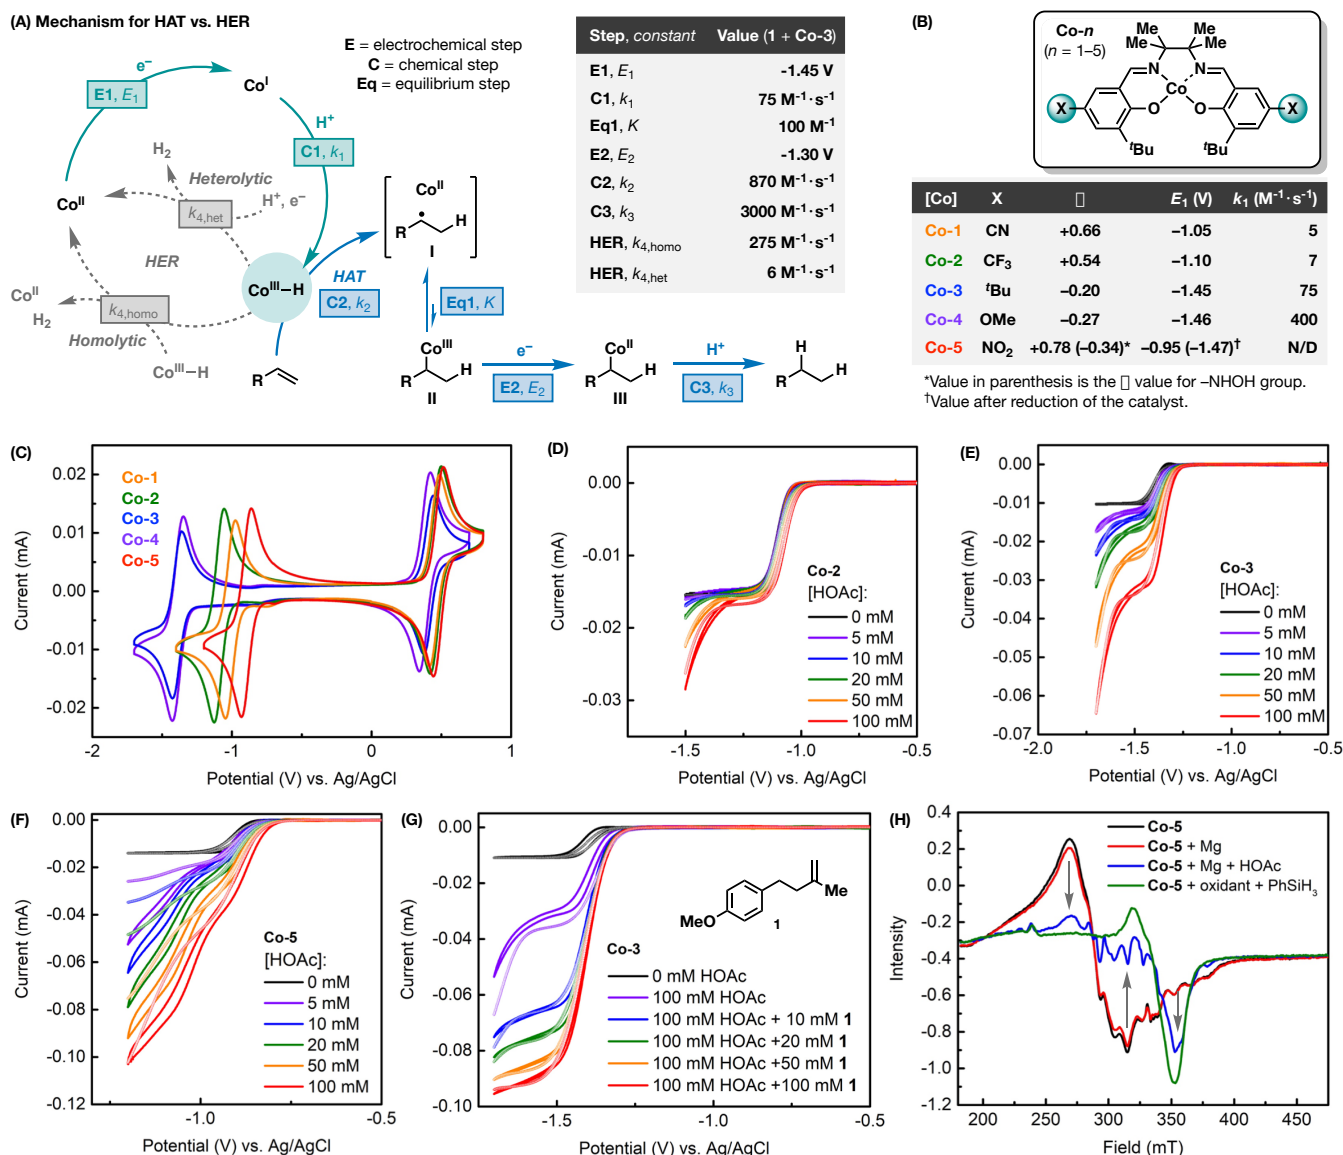 (A) Mechanism for HAT vs. HER
E = electrochemical step
C = chemical step
Eq = equilibrium step
e⁻
E1, E₁
Coᴵ
H⁺
C1, k₁
H₂
Heterolytic
H⁺, e⁻
k₄,het
Coᴵᴵ
HER
Coᴵᴵ
H₂
k₄,homo
Homolytic
Coᴵᴵᴵ–H
Coᴵᴵᴵ–H
HAT
C2, k₂
R
Coᴵᴵ
R
H
I
Eq1, K
Coᴵᴵᴵ
R
H
II
e⁻
E2, E₂
Coᴵᴵ
R
H
III
H⁺
C3, k₃
H
R
H
Step, constant Value (1 + Co-3)
E1, E₁ -1.45 V
C1, k₁ 75 M⁻¹·s⁻¹
Eq1, K 100 M⁻¹
E2, E₂ -1.30 V
C2, k₂ 870 M⁻¹·s⁻¹
C3, k₃ 3000 M⁻¹·s⁻¹
HER, k₄,homo 275 M⁻¹·s⁻¹
HER, k₄,het 6 M⁻¹·s⁻¹
(B)
Co-n
(n = 1–5)
Me Me
Me Me
N N
Co
X O O X
ᵗBu ᵗBu
[Co] X ▯ E₁ (V) k₁ (M⁻¹·s⁻¹)
Co-1 CN +0.66 −1.05 5
Co-2 CF₃ +0.54 −1.10 7
Co-3 ᵗBu −0.20 −1.45 75
Co-4 OMe −0.27 −1.46 400
Co-5 NO₂ +0.78 (−0.34)* −0.95 (−1.47)† N/D
*Value in parenthesis is the ▯ value for –NHOH group.
†Value after reduction of the catalyst.
(C)
Co-1
Co-2
Co-3
Co-4
Co-5
Current (mA)
0.02
0.01
0.00
-0.01
-0.02
-2 -1 0 1
Potential (V) vs. Ag/AgCl
(D)
Co-2
[HOAc]:
0 mM
5 mM
10 mM
20 mM
50 mM
100 mM
Current (mA)
0.00
-0.01
-0.02
-0.03
-1.5 -1.0 -0.5
Potential (V) vs. Ag/AgCl
(E)
Co-3
[HOAc]:
0 mM
5 mM
10 mM
20 mM
50 mM
100 mM
Current (mA)
0.00
-0.01
-0.02
-0.03
-0.04
-0.05
-0.06
-0.07
-2.0 -1.5 -1.0 -0.5
Potential (V) vs. Ag/AgCl
(F)
Co-5
[HOAc]:
0 mM
5 mM
10 mM
20 mM
50 mM
100 mM
Current (mA)
0.00
-0.02
-0.04
-0.06
-0.08
-0.10
-0.12
-1.0 -0.5
Potential (V) vs. Ag/AgCl
(G)
MeO
Me
1
Co-3
0 mM HOAc
100 mM HOAc
100 mM HOAc + 10 mM 1
100 mM HOAc +20 mM 1
100 mM HOAc +50 mM 1
100 mM HOAc +100 mM 1
Current (mA)
0.00
-0.02
-0.04
-0.06
-0.08
-0.10
-1.5 -1.0 -0.5
Potential (V) vs. Ag/AgCl
(H)
Co-5
Co-5 + Mg
Co-5 + Mg + HOAc
Co-5 + oxidant + PhSiH₃
Intensity
0.4
0.2
0.0
-0.2
-0.4
-0.6
-0.8
-1.0
-1.2
200 250 300 350 400 450
Field (mT)